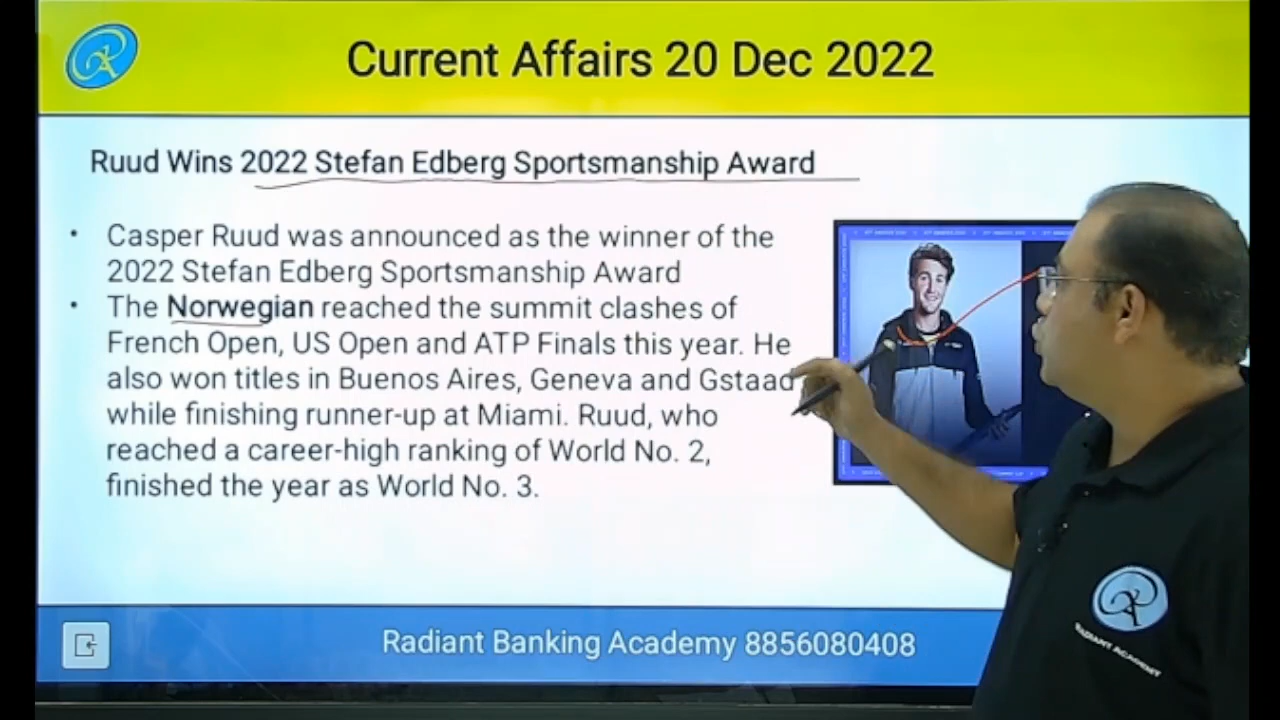 Current Affairs 20 Dec 2022
Ruud Wins 2022 Stefan Edberg Sportsmanship Award
• Casper Ruud was announced as the winner of the
2022 Stefan Edberg Sportsmanship Award
• The Norwegian reached the summit clashes of
French Open, US Open and ATP Finals this year. He
also won titles in Buenos Aires, Geneva and Gstaad
while finishing runner-up at Miami. Ruud, who
reached a career-high ranking of World No. 2,
finished the year as World No. 3.
Radiant Banking Academy 8856080408
RADIANT ACADEMY